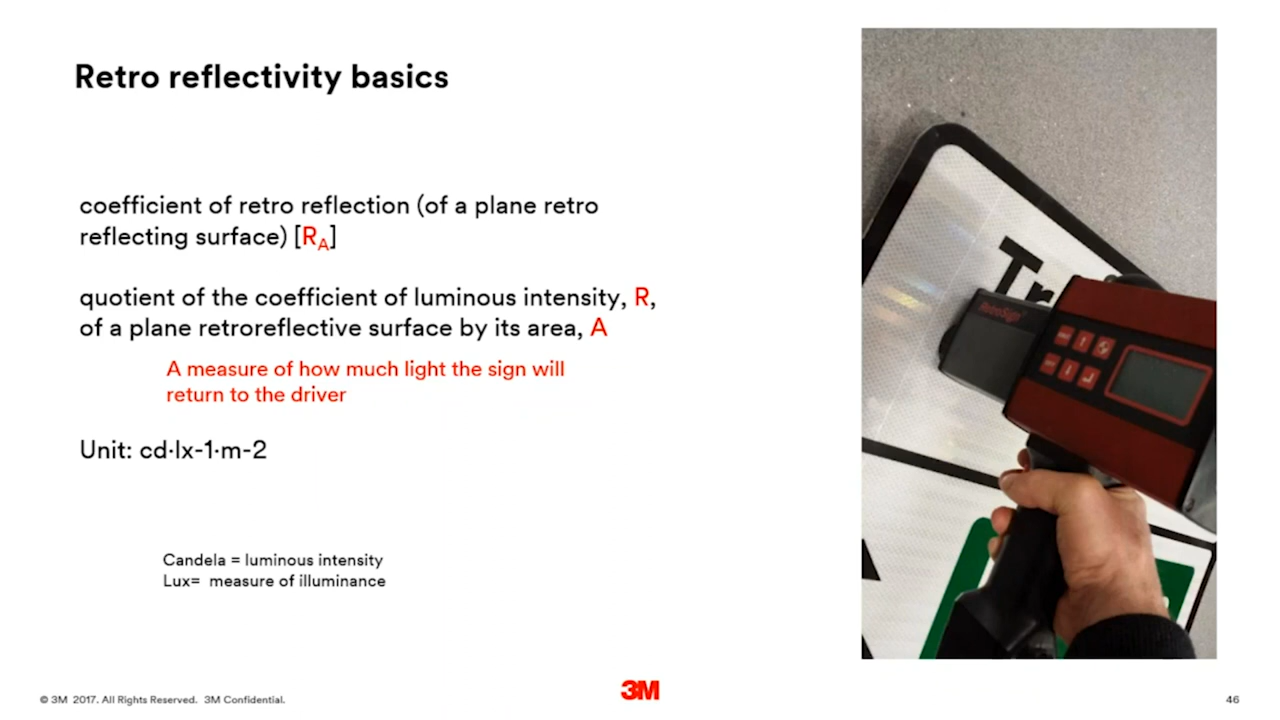 Retro reflectivity basics
coefficient of retro reflection (of a plane retro
reflecting surface) [RA]
quotient of the coefficient of luminous intensity, R,
of a plane retroreflective surface by its area, A
A measure of how much light the sign will
return to the driver
Unit: cd·lx-1·m-2
Candela = luminous intensity
Lux= measure of illuminance
Tr
RetroSign
© 3M 2017. All Rights Reserved. 3M Confidential.
3M
46